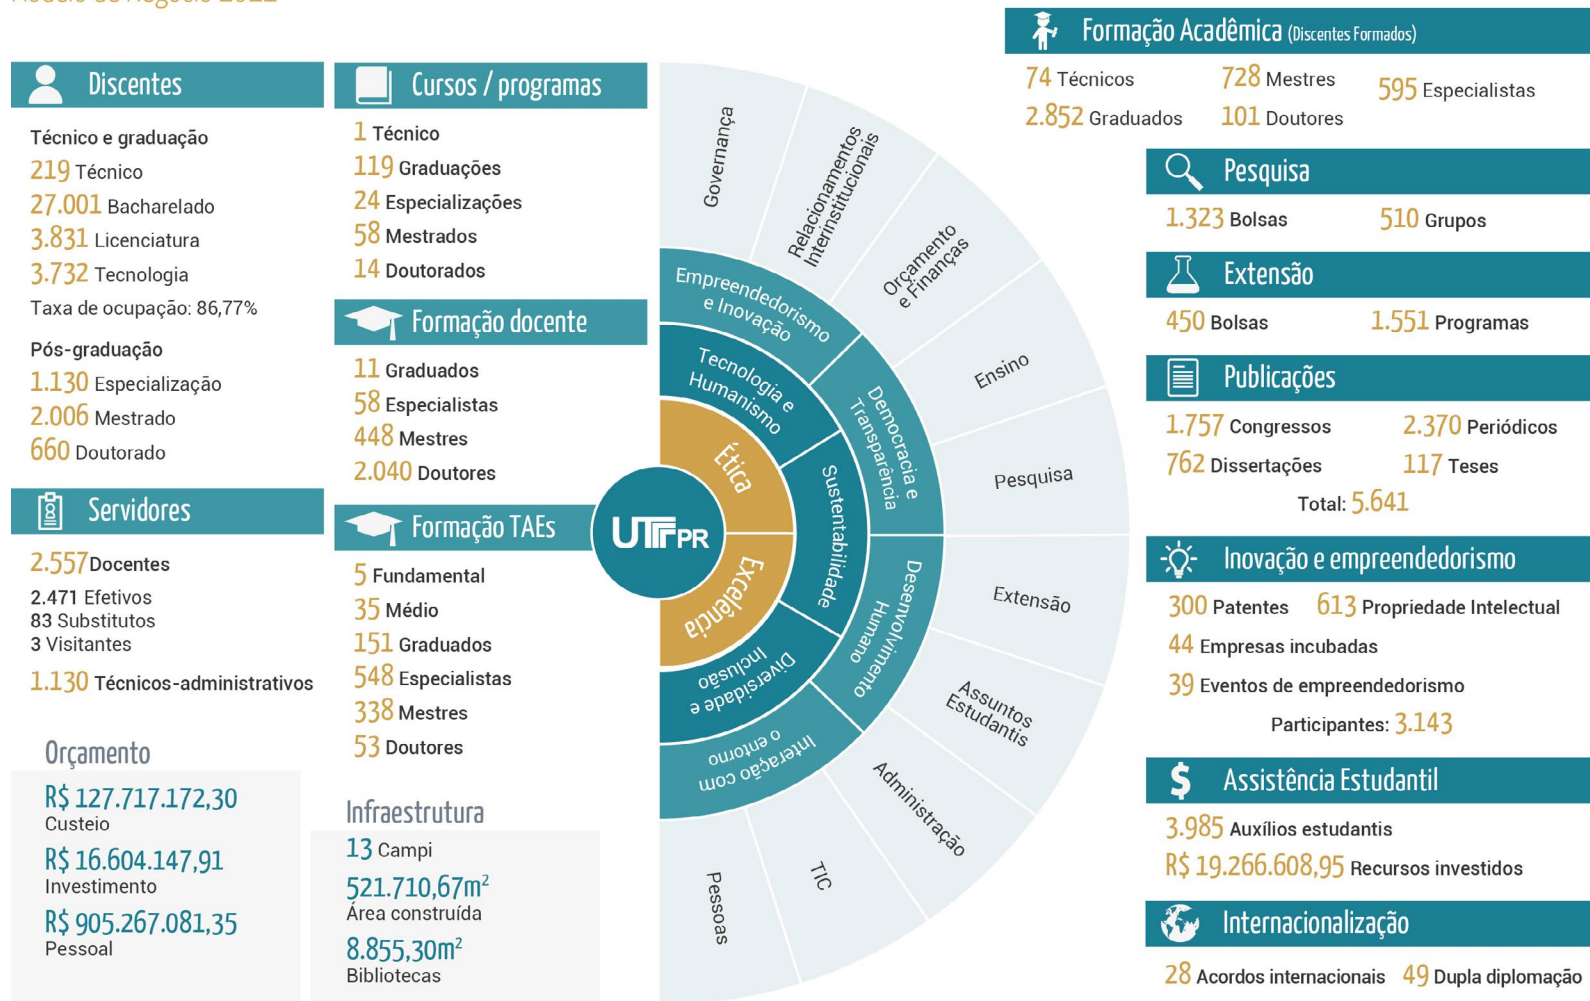 Modelo de Negócio 2022
Discentes
Técnico e graduação
219 Técnico
27.001 Bacharelado
3.831 Licenciatura
3.732 Tecnologia
Taxa de ocupação: 86,77%
Pós-graduação
1.130 Especialização
2.006 Mestrado
660 Doutorado
Servidores
2.557 Docentes
2.471 Efetivos
83 Substitutos
3 Visitantes
1.130 Técnicos-administrativos
Orçamento
R$ 127.717.172,30
Custeio
R$ 16.604.147,91
Investimento
R$ 905.267.081,35
Pessoal
Cursos / programas
1 Técnico
119 Graduações
24 Especializações
58 Mestrados
14 Doutorados
Formação docente
11 Graduados
58 Especialistas
448 Mestres
2.040 Doutores
Formação TAEs
5 Fundamental
35 Médio
151 Graduados
548 Especialistas
338 Mestres
53 Doutores
Infraestrutura
13 Campi
521.710,67m²
Área construída
8.855,30m²
Bibliotecas
UTFPR
Ética
Excelência
Tecnologia e
Humanismo
Sustentabilidade
Diversidade e
Inclusão
Empreendedorismo
e Inovação
Democracia e
Transparência
Desenvolvimento
Humano
Interação com
o entorno
Governança
Relacionamentos
Interinstitucionais
Orçamento
e Finanças
Ensino
Pesquisa
Extensão
Assuntos
Estudantis
Administração
TIC
Pessoas
Formação Acadêmica (Discentes Formados)
74 Técnicos
728 Mestres
595 Especialistas
2.852 Graduados
101 Doutores
Pesquisa
1.323 Bolsas
510 Grupos
Extensão
450 Bolsas
1.551 Programas
Publicações
1.757 Congressos
2.370 Periódicos
762 Dissertações
117 Teses
Total: 5.641
Inovação e empreendedorismo
300 Patentes
613 Propriedade Intelectual
44 Empresas incubadas
39 Eventos de empreendedorismo
Participantes: 3.143
Assistência Estudantil
3.985 Auxílios estudantis
R$ 19.266.608,95 Recursos investidos
Internacionalização
28 Acordos internacionais
49 Dupla diplomação